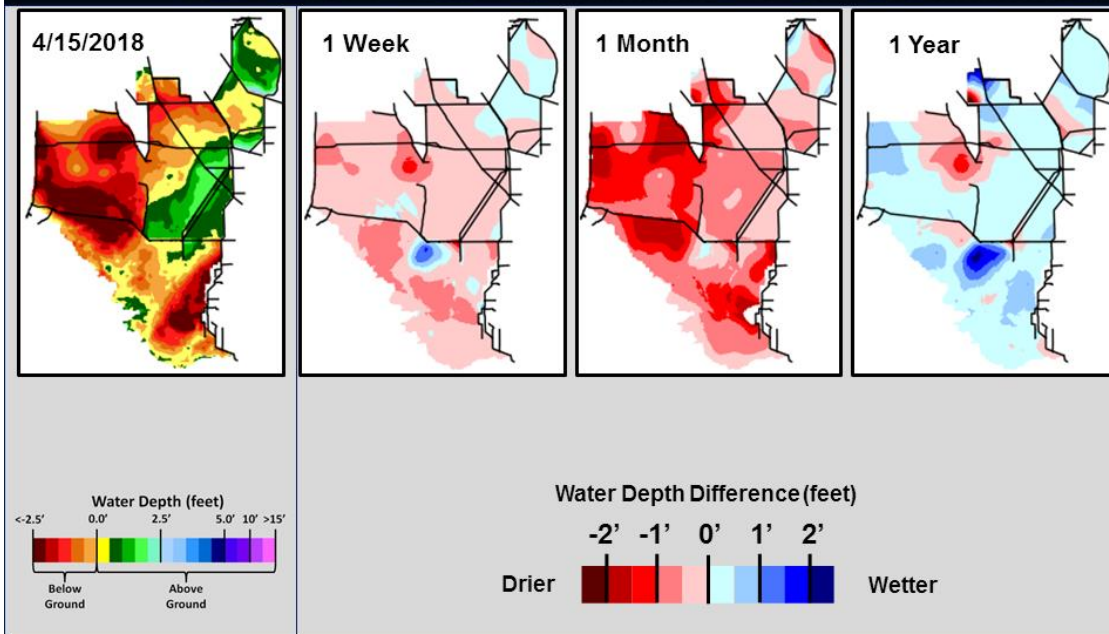 4/15/2018
1 Week
1 Month
1 Year
Water Depth (feet)
<-2.5' 0.0' 2.5' 5.0' 10' >15'
Below
Ground
Above
Ground
Water Depth Difference (feet)
-2' -1' 0' 1' 2'
Drier
Wetter